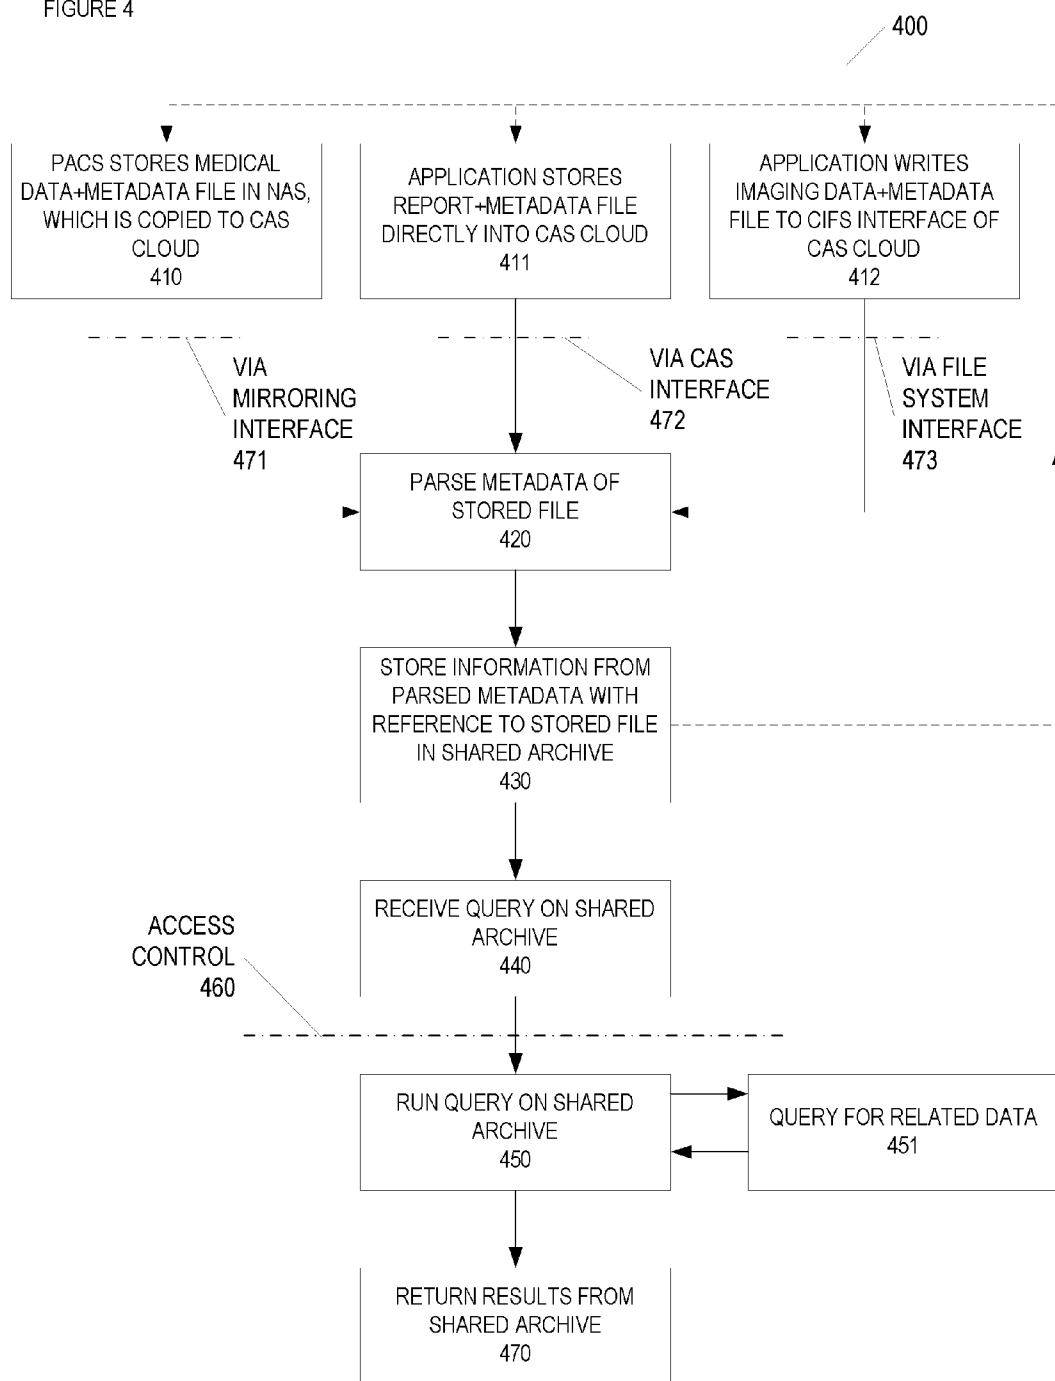 FIGURE 4
400
PACS STORES MEDICAL
DATA+METADATA FILE IN NAS,
WHICH IS COPIED TO CAS
CLOUD
410
APPLICATION STORES
REPORT+METADATA FILE
DIRECTLY INTO CAS CLOUD
411
APPLICATION WRITES
IMAGING DATA+METADATA
FILE TO CIFS INTERFACE OF
CAS CLOUD
412
VIA
MIRRORING
INTERFACE
471
VIA CAS
INTERFACE
472
VIA FILE
SYSTEM
INTERFACE
473
PARSE METADATA OF
STORED FILE
420
STORE INFORMATION FROM
PARSED METADATA WITH
REFERENCE TO STORED FILE
IN SHARED ARCHIVE
430
RECEIVE QUERY ON SHARED
ARCHIVE
440
ACCESS
CONTROL
460
RUN QUERY ON SHARED
ARCHIVE
450
QUERY FOR RELATED DATA
451
RETURN RESULTS FROM
SHARED ARCHIVE
470